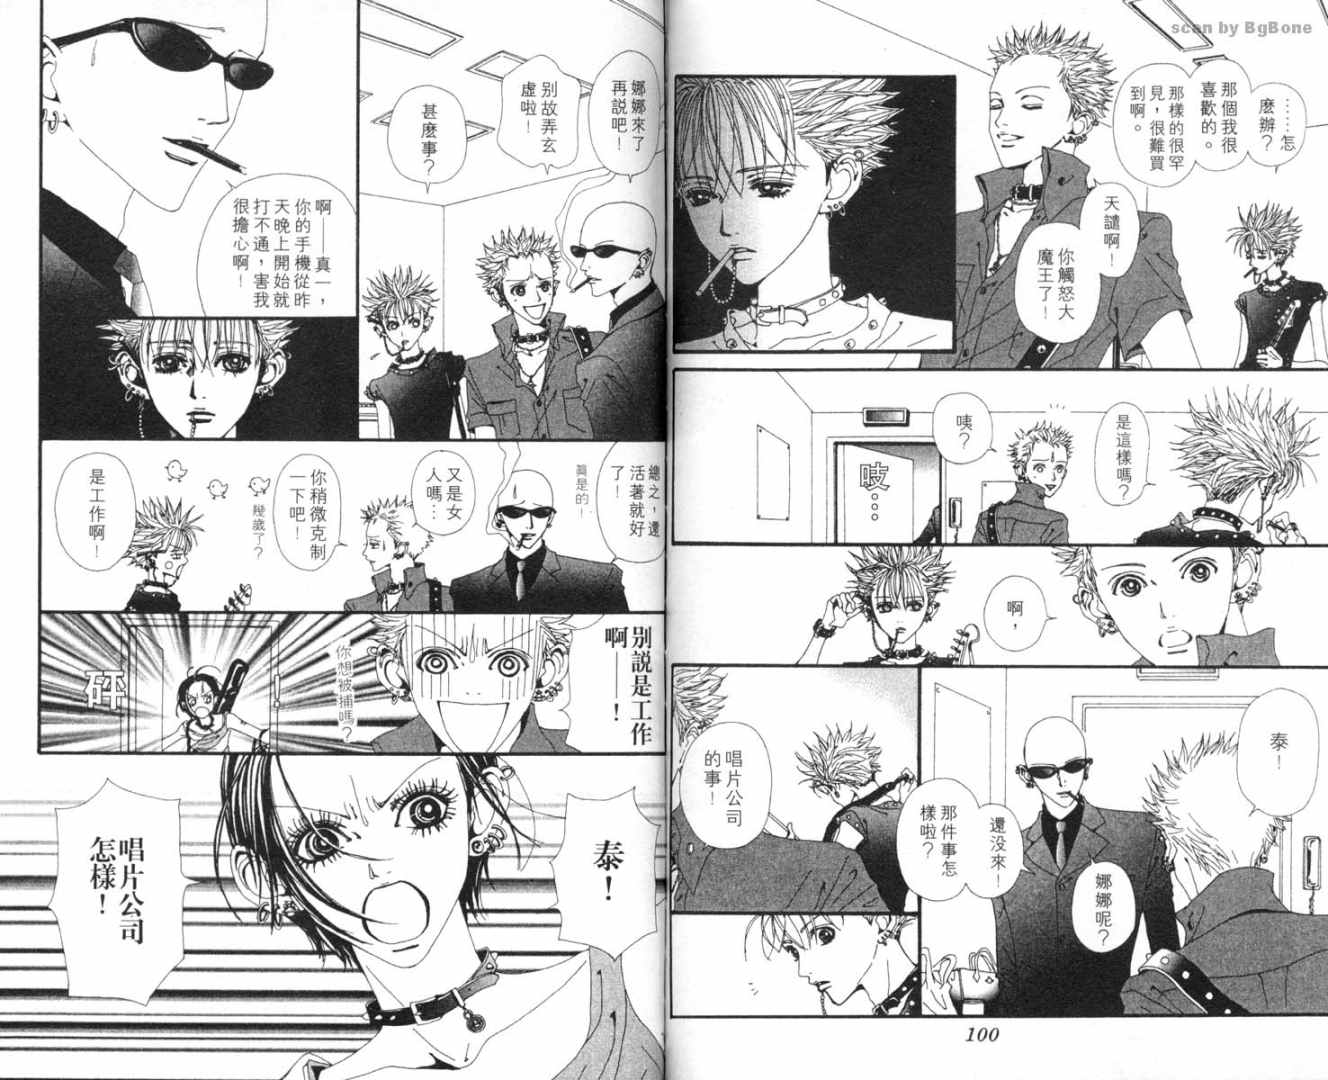 scan by BgBone
……怎
麼辦？
那個我很
喜歡的。
那樣的很罕
見，很難買
到啊。
天譴啊！
你觸怒大
魔王了！
是這樣嗎？
咦？
吱…
…
啊，
泰！
娜娜呢？
還没來！
那件事怎
樣啦？
唱片公司
的事！
100
娜娜來了
再説吧！
別故弄玄
虛啦！
甚麼事？
啊——真一，
你的手機從昨
天晚上開始就
打不通，害我
很擔心啊！
總之，還
活著就好
了！
真是的！
又是女
人嗎…
你稍微克制
一下吧！
幾歲了？
是工作啊！
別説是工作
啊——！
你想被捕嗎？
砰
泰！
唱片公司
怎樣！